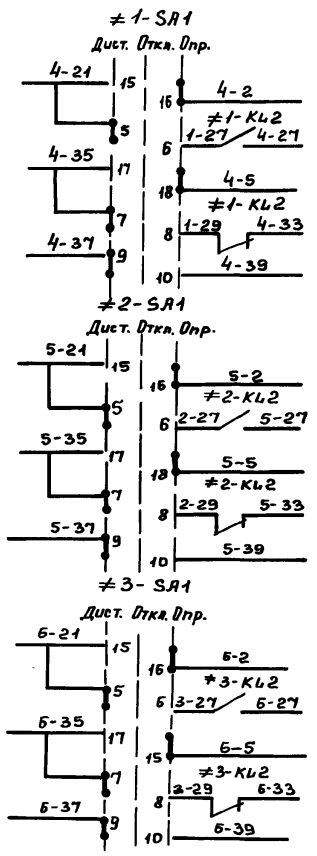 ≠1-SA1
Дист. Откл. Опр.
4-21 15 16 4-2
5 ≠1-KL2
6 1-27 4-27
4-35 17 18 4-5
7 ≠1-KL2
8 1-29 4-33
4-37 9 10 4-39
≠2-SA1
Дист. Откл. Опр.
5-21 15 16 5-2
5 ≠2-KL2
6 2-27 5-27
5-35 17 18 5-5
7 ≠2-KL2
8 2-29 5-33
5-37 9 10 5-39
≠3-SA1
Дист. Откл. Опр.
6-21 15 16 6-2
5 ≠3-KL2
6 3-27 6-27
6-35 17 15 6-5
7 ≠3-KL2
8 3-29 6-33
6-37 9 10 6-39